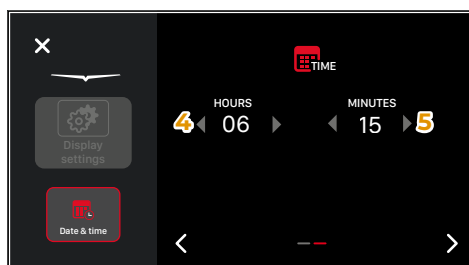 TIME
HOURS
MINUTES
4
06
15
5
Display
settings
Date & time